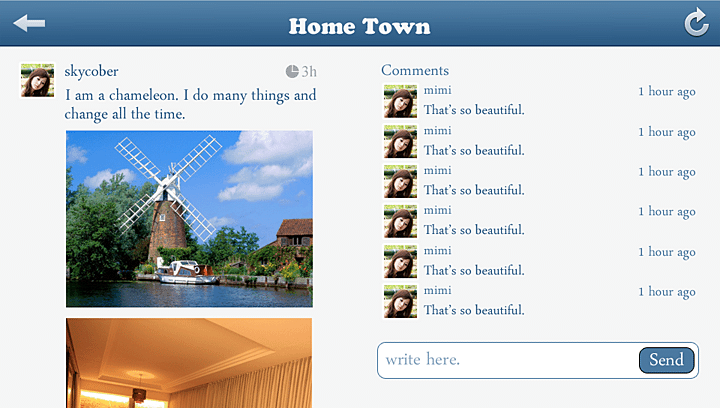 Home Town
skycober
3h
I am a chameleon. I do many things and
change all the time.
Comments
mimi
1 hour ago
That's so beautiful.
mimi
1 hour ago
That's so beautiful.
mimi
1 hour ago
That's so beautiful.
mimi
1 hour ago
That's so beautiful.
mimi
1 hour ago
That's so beautiful.
mimi
1 hour ago
That's so beautiful.
write here.
Send